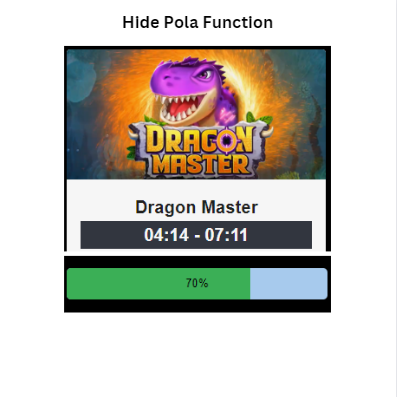 Hide Pola Function
DRAGON
MASTER
Dragon Master
04:14 - 07:11
70%